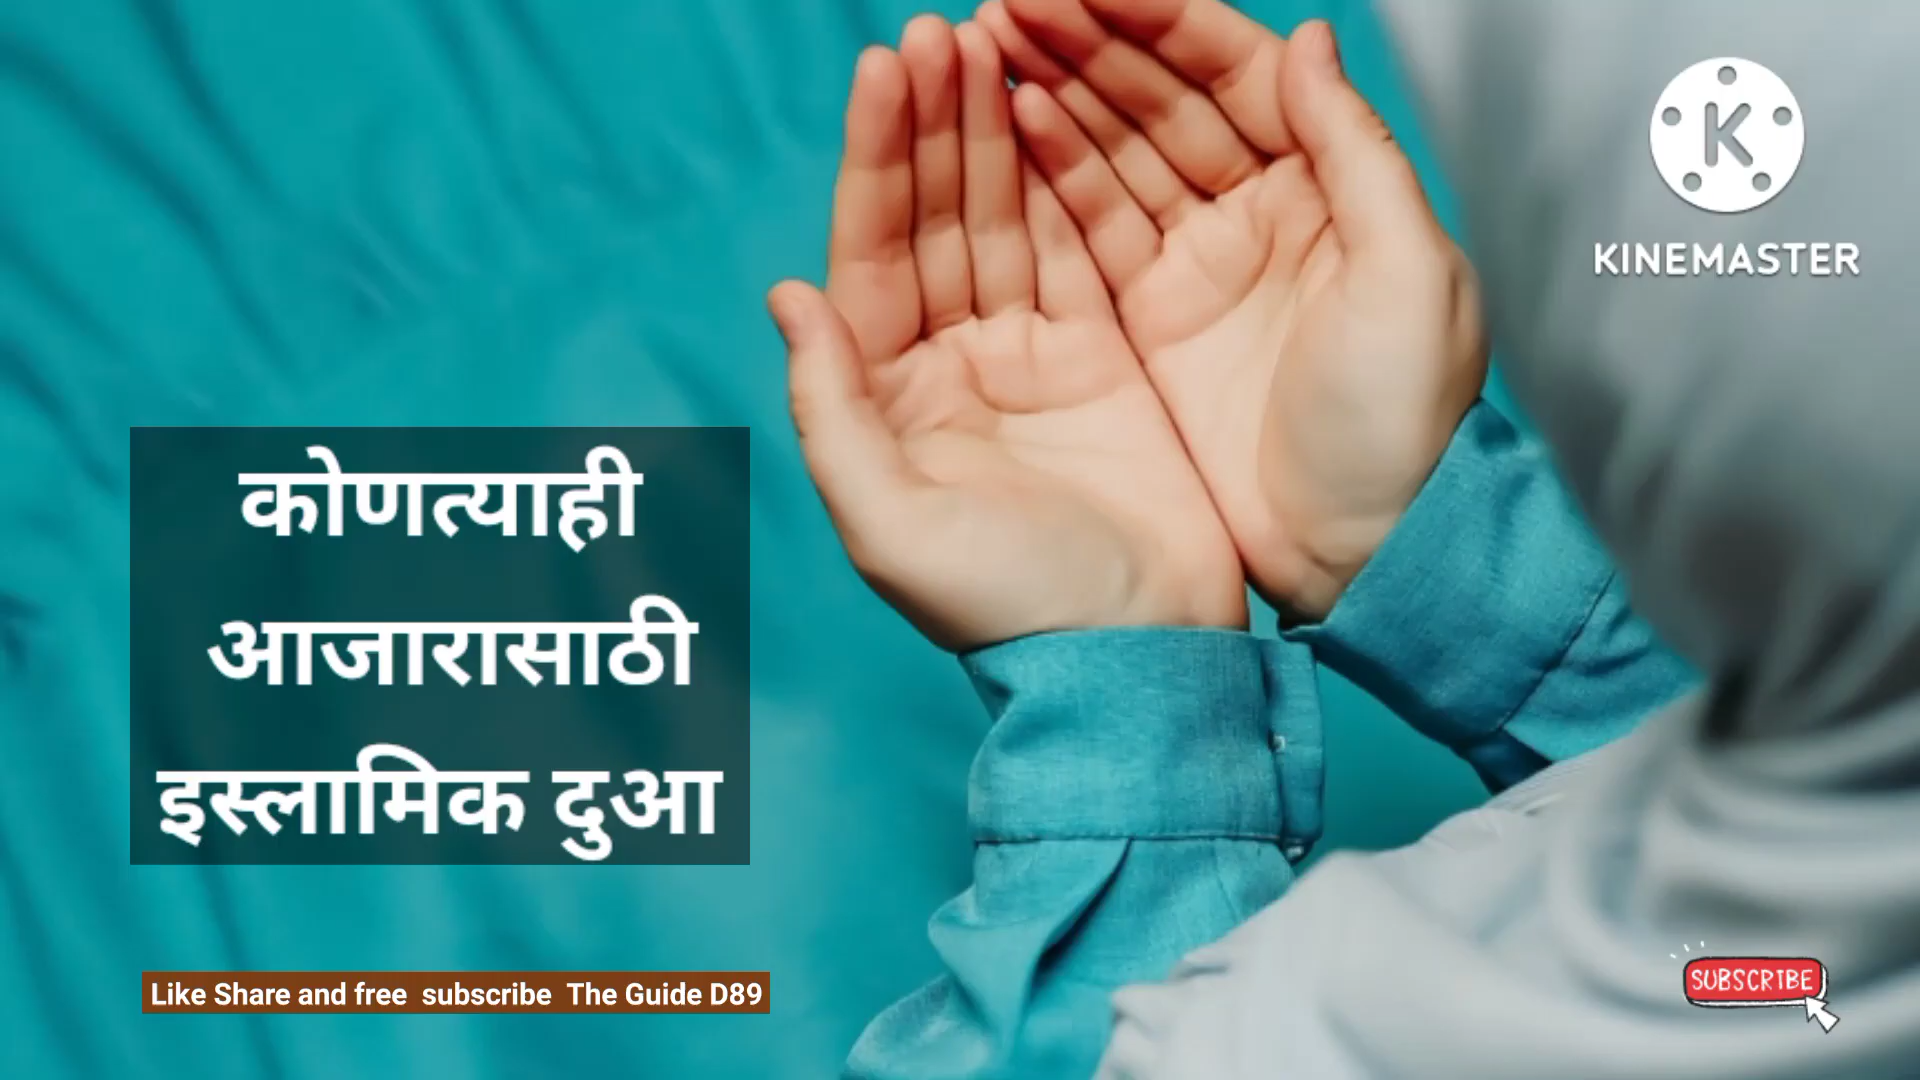 K
KINEMASTER
कोणत्याही
आजारासाठी
इस्लामिक दुआ
Like Share and free subscribe The Guide D89
SUBSCRIBE